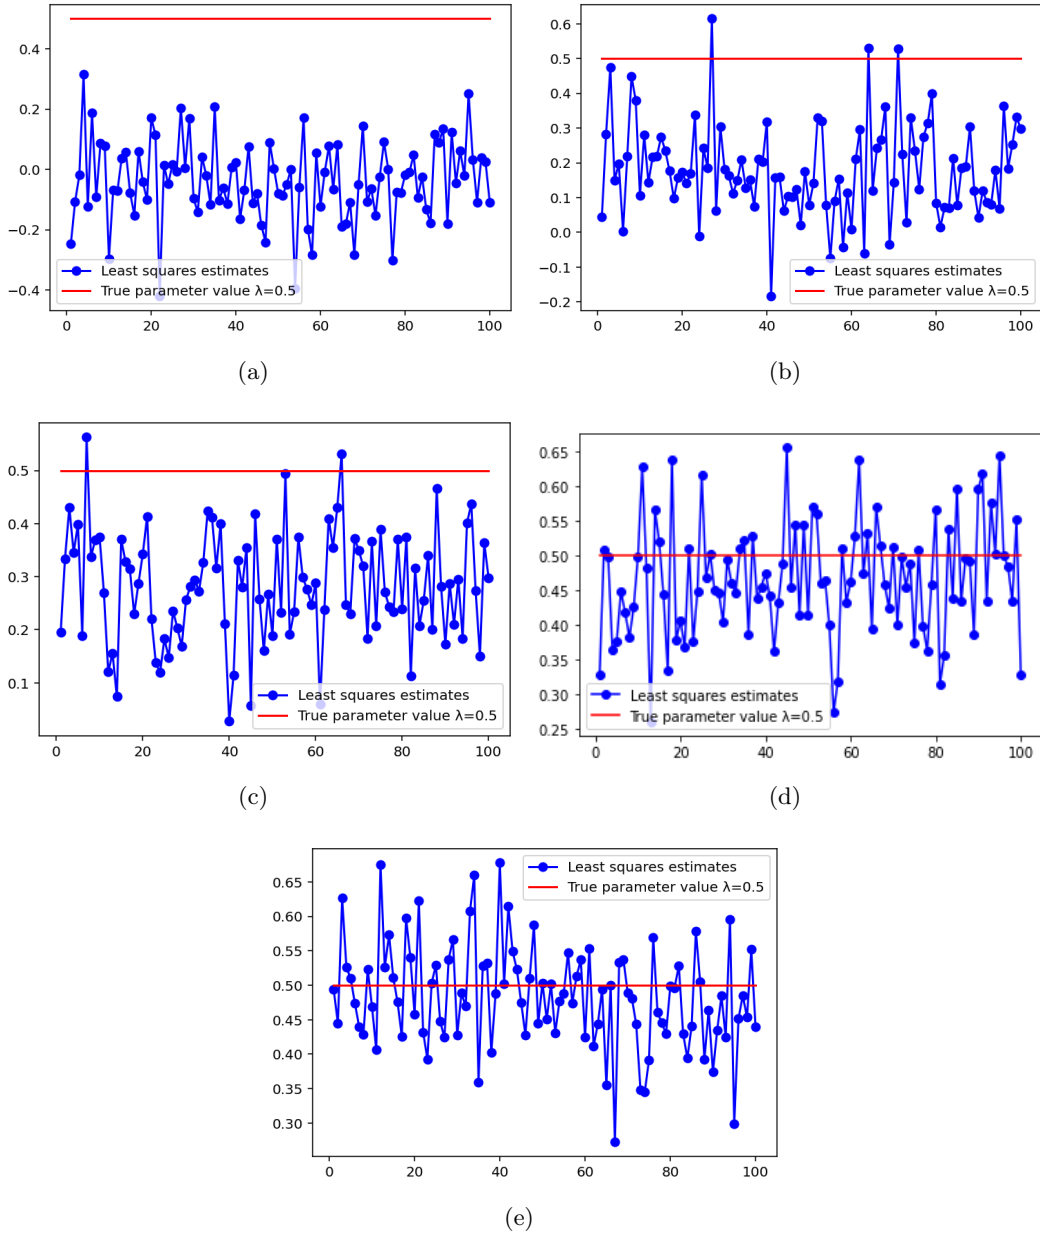 0.4
0.2
0.0
−0.2
−0.4
Least squares estimates
True parameter value λ=0.5
0 20 40 60 80 100
(a)
0.6
0.5
0.4
0.3
0.2
0.1
0.0
−0.1
−0.2
Least squares estimates
True parameter value λ=0.5
0 20 40 60 80 100
(b)
0.5
0.4
0.3
0.2
0.1
Least squares estimates
True parameter value λ=0.5
0 20 40 60 80 100
(c)
0.65
0.60
0.55
0.50
0.45
0.40
0.35
0.30
0.25
Least squares estimates
True parameter value λ=0.5
0 20 40 60 80 100
(d)
Least squares estimates
True parameter value λ=0.5
0.65
0.60
0.55
0.50
0.45
0.40
0.35
0.30
0 20 40 60 80 100
(e)